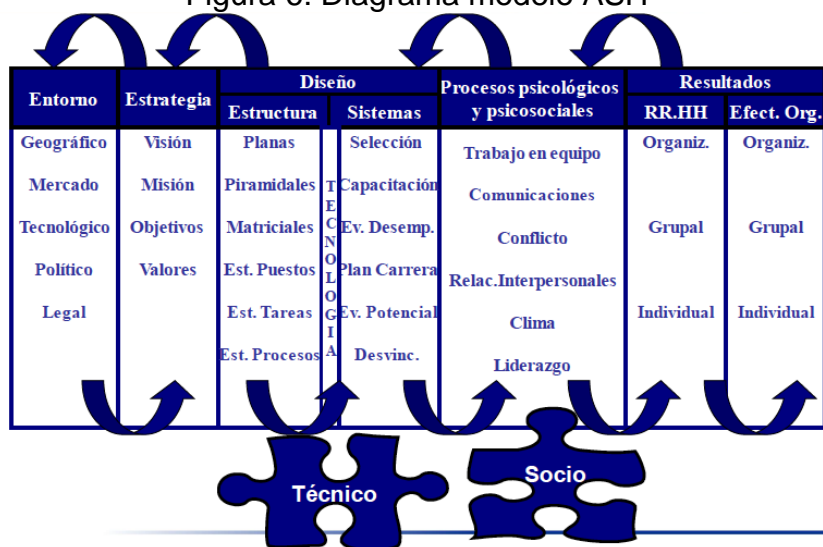 Figura Diagrama modelo
Entorno
Geográfico
Mercado
Tecnológico
Político
Legal
Estrategia
Visión
Misión
Objetivos
Valores
Diseño
Estructura
Planas
Piramidales
Matriciales
Est. Puestos
Est. Tareas
Est. Procesos
TECNOLOGIA
Sistemas
Selección
Capacitación
Ev. Desemp.
Plan Carrera
Ev. Potencial
Desvinc.
Procesos psicológicos
y psicosociales
Trabajo en equipo
Comunicaciones
Conflicto
Relac.Interpersonales
Clima
Liderazgo
Resultados
RR.HH
Organiz.
Grupal
Individual
Efect. Org.
Organiz.
Grupal
Individual
Técnico
Socio